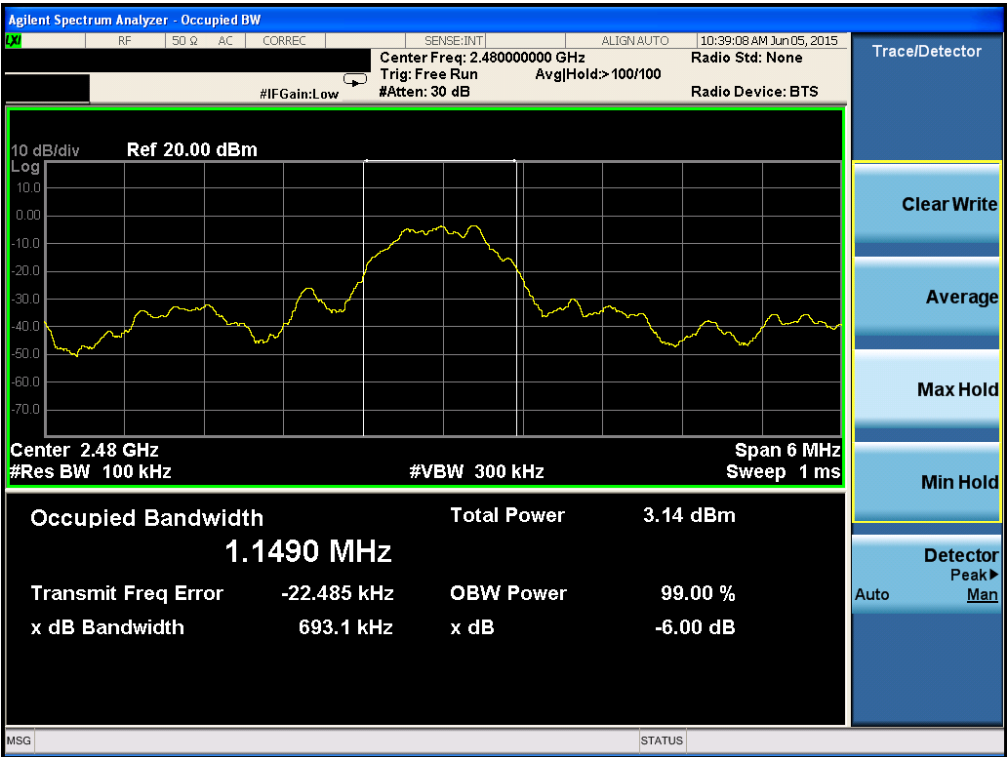 Agilent Spectrum Analyzer - Occupied BW
LXI RF 50 Ω AC CORREC SENSE:INT ALIGN AUTO 10:39:08 AM Jun 05, 2015
Center Freq: 2.480000000 GHz Radio Std: None
Trig: Free Run Avg|Hold:> 100/100
#IFGain:Low #Atten: 30 dB Radio Device: BTS
10 dB/div Ref 20.00 dBm
Log
10.0
0.00
-10.0
-20.0
-30.0
-40.0
-50.0
-60.0
-70.0
Center 2.48 GHz Span 6 MHz
#Res BW 100 kHz #VBW 300 kHz Sweep 1 ms
Occupied Bandwidth Total Power 3.14 dBm
1.1490 MHz
Transmit Freq Error -22.485 kHz OBW Power 99.00 %
x dB Bandwidth 693.1 kHz x dB -6.00 dB
MSG STATUS
Trace/Detector
Clear Write
Average
Max Hold
Min Hold
Detector
Peak▶
Auto Man